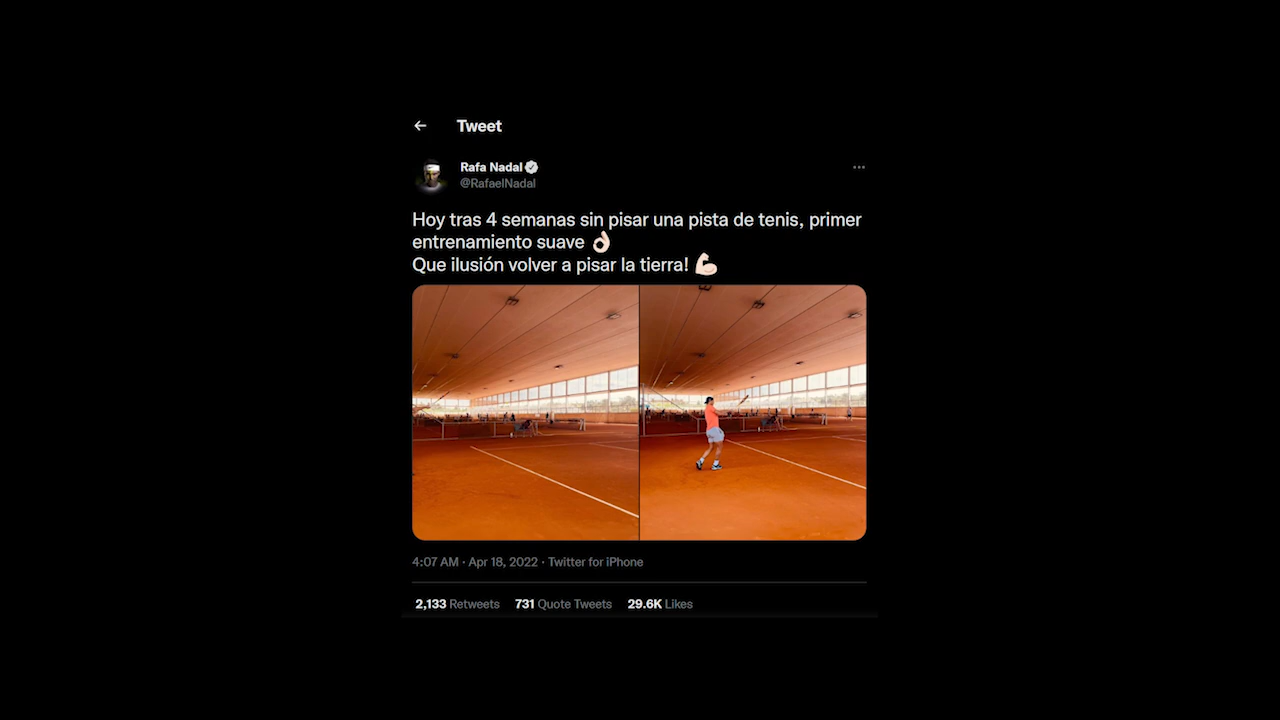 Tweet
Rafa Nadal
@RafaelNadal
Hoy tras 4 semanas sin pisar una pista de tenis, primer
entrenamiento suave 👌🏻
Que ilusión volver a pisar la tierra! 💪🏻
4:07 AM · Apr 18, 2022 · Twitter for iPhone
2,133 Retweets 731 Quote Tweets 29.6K Likes